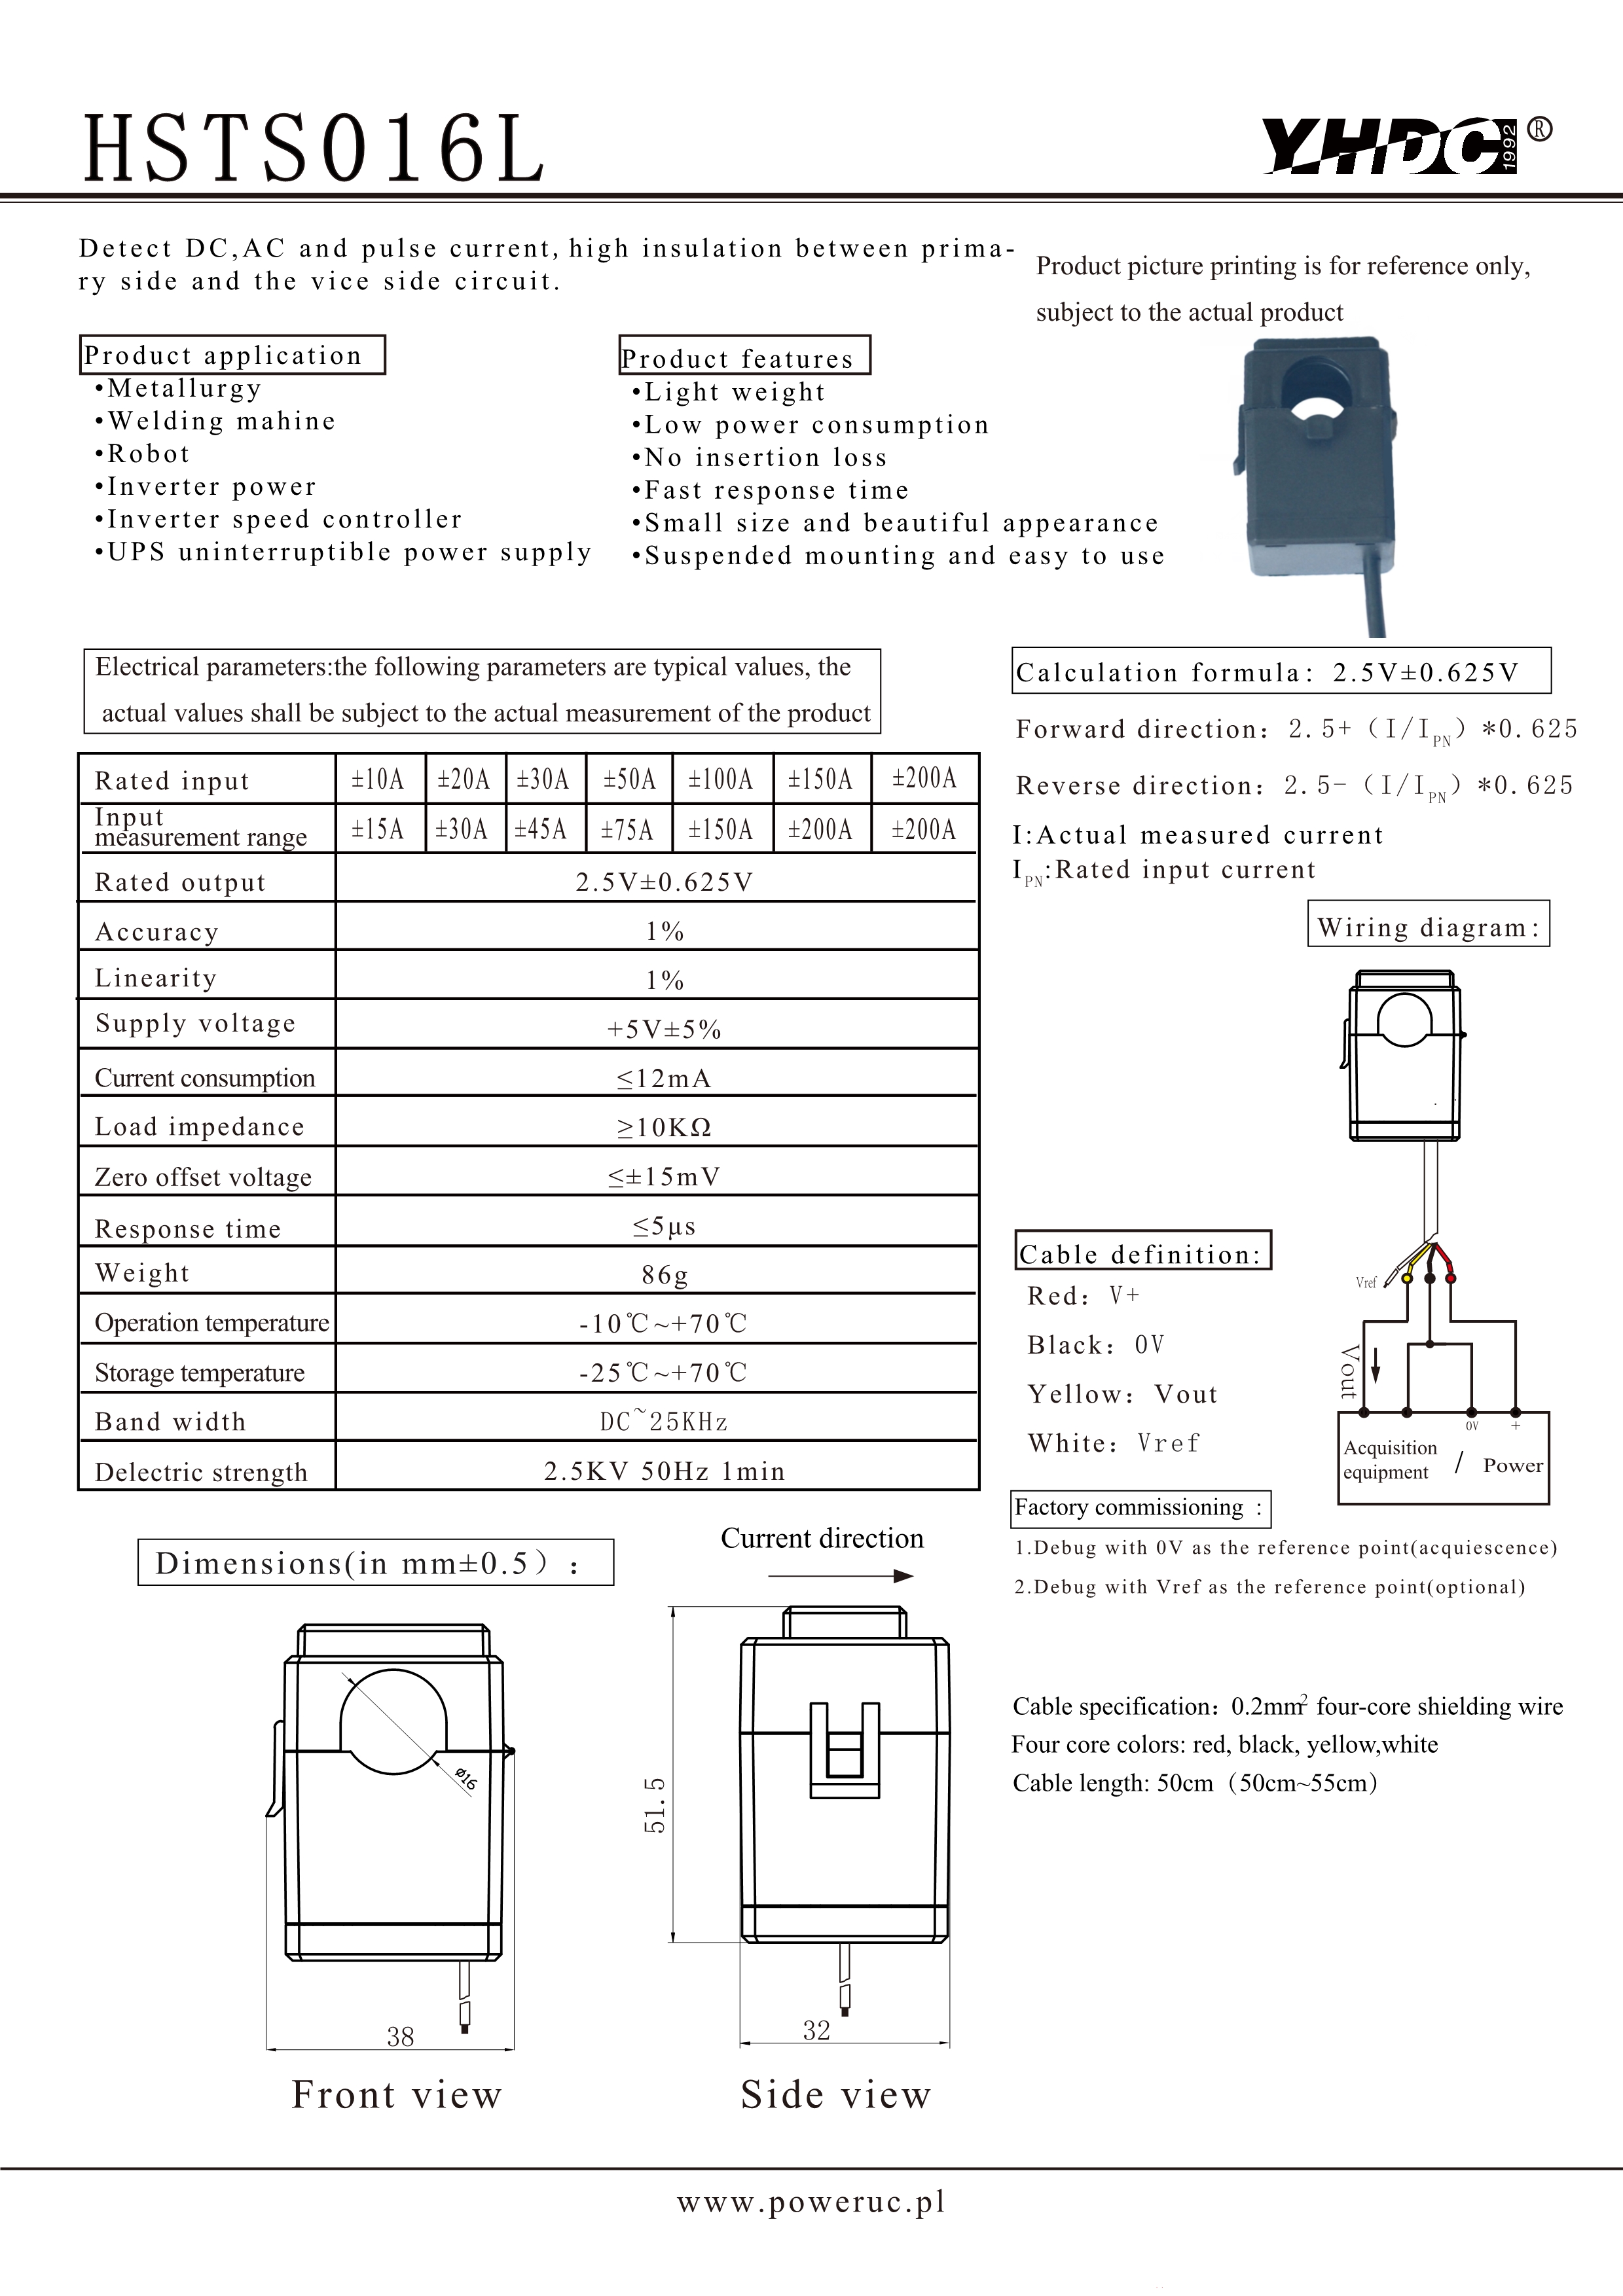 HSTS016L
YHDC 1992 ®
Detect DC,AC and pulse current, high insulation between prima-
ry side and the vice side circuit.
Product picture printing is for reference only,
subject to the actual product
Product application
•Metallurgy
•Welding mahine
•Robot
•Inverter power
•Inverter speed controller
•UPS uninterruptible power supply
Product features
•Light weight
•Low power consumption
•No insertion loss
•Fast response time
•Small size and beautiful appearance
•Suspended mounting and easy to use
Electrical parameters:the following parameters are typical values, the
actual values shall be subject to the actual measurement of the product
Rated input ±10A ±20A ±30A ±50A ±100A ±150A ±200A
Input
measurement range ±15A ±30A ±45A ±75A ±150A ±200A ±200A
Rated output 2.5V±0.625V
Accuracy 1%
Linearity 1%
Supply voltage +5V±5%
Current consumption ≤12mA
Load impedance ≥10KΩ
Zero offset voltage ≤±15mV
Response time ≤5μs
Weight 86g
Operation temperature -10℃~+70℃
Storage temperature -25℃~+70℃
Band width DC~25KHz
Delectric strength 2.5KV 50Hz 1min
Calculation formula: 2.5V±0.625V
Forward direction: 2.5+（I/I PN）*0.625
Reverse direction: 2.5-（I/I PN）*0.625
I:Actual measured current
I PN:Rated input current
Wiring diagram:
Vref
Vout
0V +
Acquisition
equipment / Power
Cable definition:
Red: V+
Black: 0V
Yellow: Vout
White: Vref
Factory commissioning :
1.Debug with 0V as the reference point(acquiescence)
2.Debug with Vref as the reference point(optional)
Cable specification: 0.2mm² four-core shielding wire
Four core colors: red, black, yellow,white
Cable length: 50cm（50cm~55cm）
Dimensions(in mm±0.5）:
Current direction
ø16
38
Front view
51.5
32
Side view
www.poweruc.pl